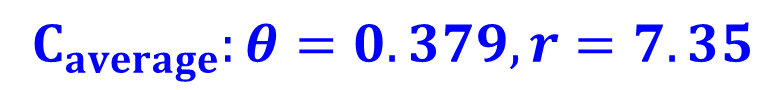 C_average: θ = 0.379, r = 7.35